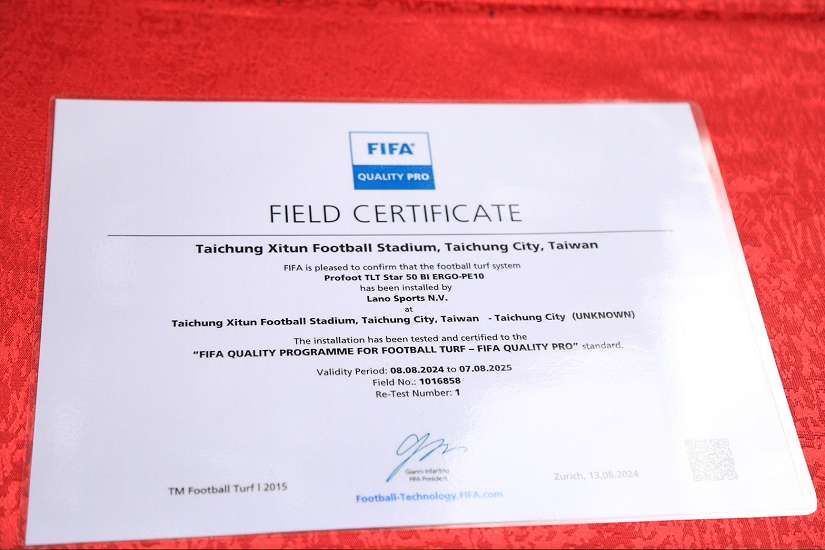 FIFA®
QUALITY PRO
FIELD CERTIFICATE
Taichung Xitun Football Stadium, Taichung City, Taiwan
FIFA is pleased to confirm that the football turf system
Profoot TLT Star 50 BI ERGO-PE10
has been installed by
Lano Sports N.V.
at
Taichung Xitun Football Stadium, Taichung City, Taiwan - Taichung City (UNKNOWN)
The installation has been tested and certified to the
“FIFA QUALITY PROGRAMME FOR FOOTBALL TURF – FIFA QUALITY PRO” standard.
Validity Period: 08.08.2024 to 07.08.2025
Field No.: 1016858
Re-Test Number: 1
Gianni Infantino
FIFA President
TM Football Turf I 2015
Zurich, 13.08.2024
Football-Technology.FIFA.com